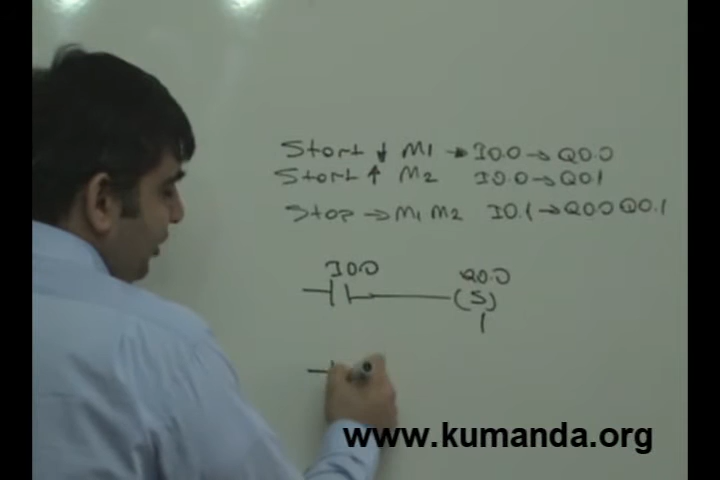 Start ↓ M1 → I0.0 → Q0.0
Start ↑ M2 I0.0 → Q0.1
Stop → M1 M2 I0.1 → Q0.0 Q0.1
I0.0 Q0.0
(S)
1
www.kumanda.org